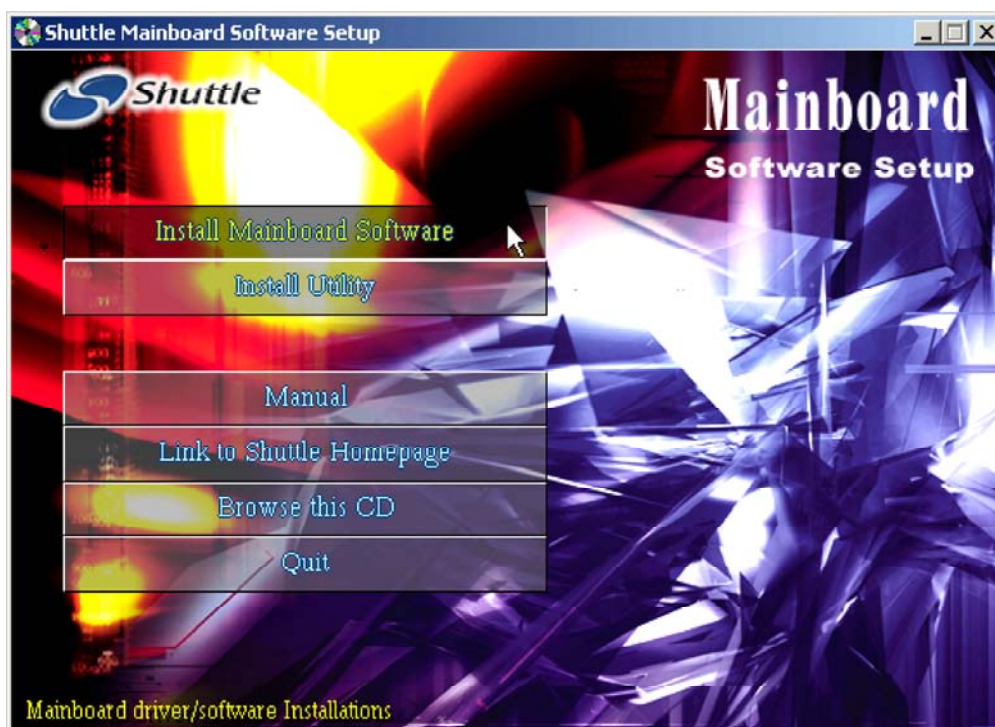 Shuttle Mainboard Software Setup
Shuttle
Mainboard
Software Setup
Install Mainboard Software
Install Utility
Manual
Link to Shuttle Homepage
Browse this CD
Quit
Mainboard driver/software Installations